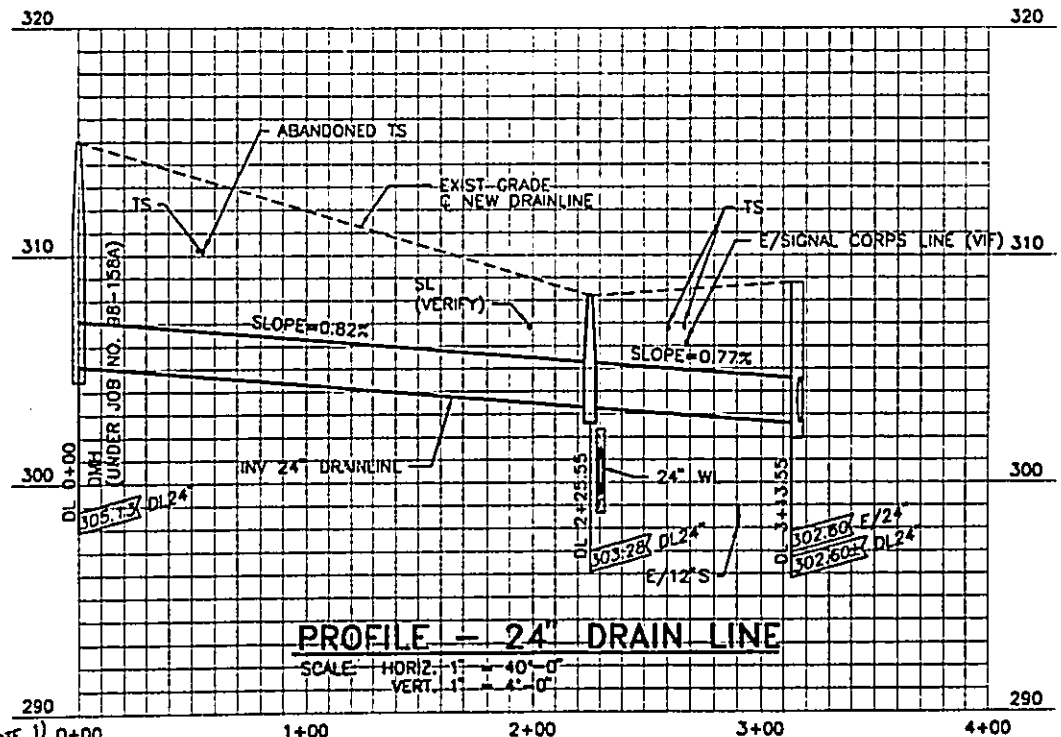 320
320
ABANDONED TS
EXIST GRADE
℄ NEW DRAINLINE
TS
TS
E/SIGNAL CORPS LINE (VIF)
310
310
SL
(VERIFY)
SLOPE=0.82%
SLOPE=0.77%
DL 0+00
DMH
(UNDER JOB NO. 98-158A)
INV 24" DRAINLINE
24" WL
300
300
305.13 DL24"
DL 2+25.55
303.28 DL24"
E/12"S
DL 3+13.55
302.60 E/24"
302.60± DL24"
PROFILE - 24" DRAIN LINE
SCALE: HORIZ. 1" = 40'-0"
VERT. 1" = 4'-0"
290
290
0+00
1+00
2+00
3+00
4+00